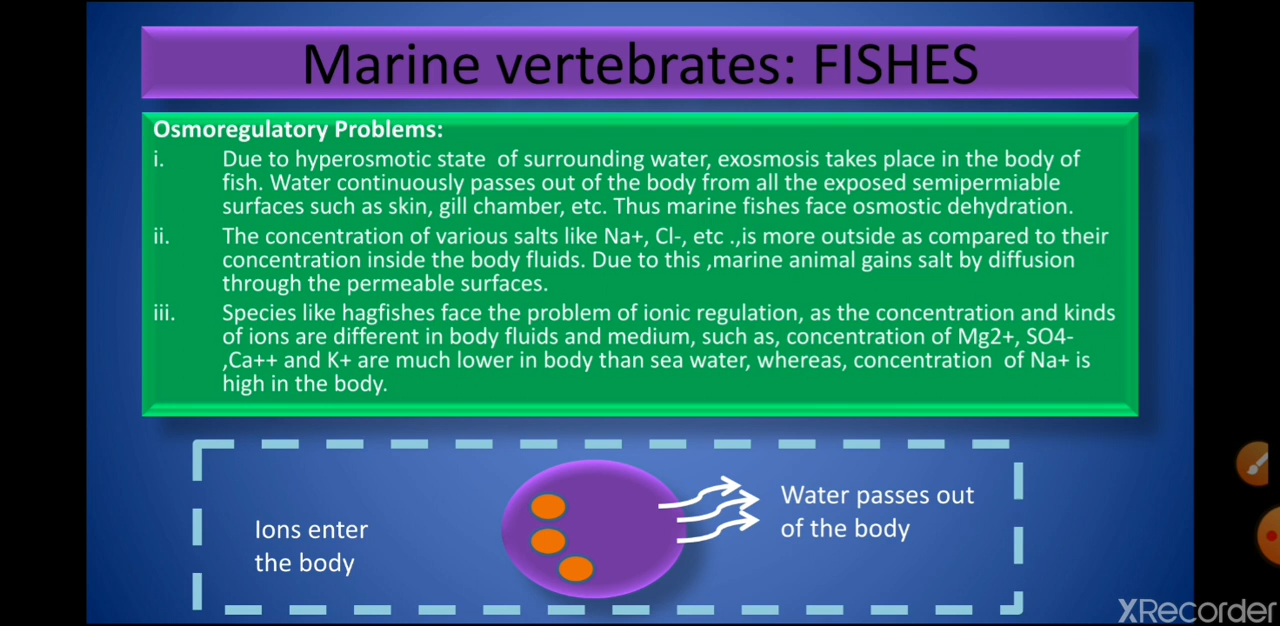 Marine vertebrates: FISHES
Osmoregulatory Problems:
i. Due to hyperosmotic state of surrounding water, exosmosis takes place in the body of
fish. Water continuously passes out of the body from all the exposed semipermiable
surfaces such as skin, gill chamber, etc. Thus marine fishes face osmostic dehydration.
ii. The concentration of various salts like Na+, Cl-, etc .,is more outside as compared to their
concentration inside the body fluids. Due to this ,marine animal gains salt by diffusion
through the permeable surfaces.
iii. Species like hagfishes face the problem of ionic regulation, as the concentration and kinds
of ions are different in body fluids and medium, such as, concentration of Mg2+, SO4-
,Ca++ and K+ are much lower in body than sea water, whereas, concentration of Na+ is
high in the body.
Ions enter
the body
Water passes out
of the body
XRecorder